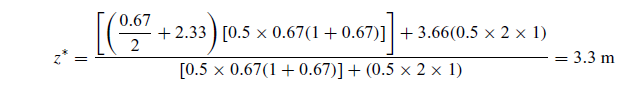 z* = [(0.67/2 + 2.33) [0.5 × 0.67(1 + 0.67)]] + 3.66(0.5 × 2 × 1) / [0.5 × 0.67(1 + 0.67)] + (0.5 × 2 × 1) = 3.3 m